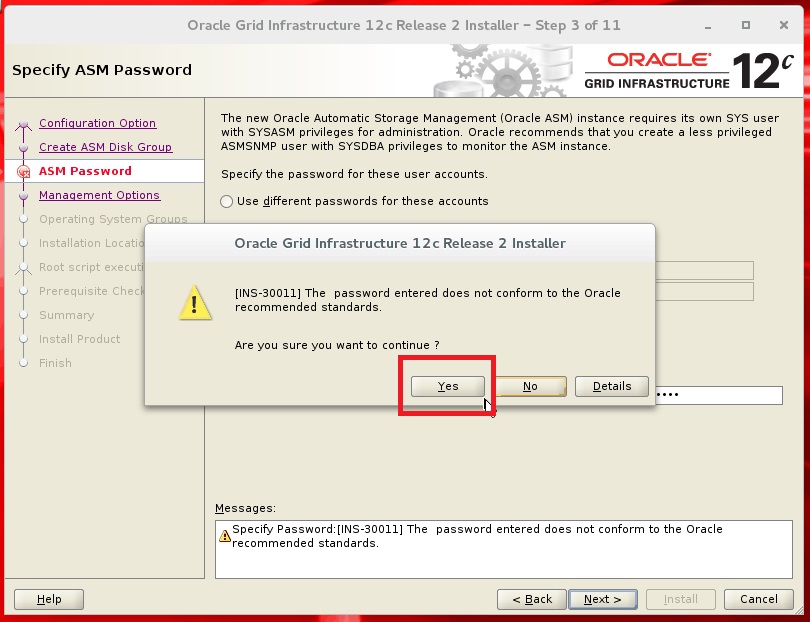 Oracle Grid Infrastructure 12c Release 2 Installer – Step 3 of 11
Specify ASM Password
ORACLE
GRID INFRASTRUCTURE
12c
Configuration Option
Create ASM Disk Group
ASM Password
Management Options
Operating System Groups
Installation Locatio
Root script executi
Prerequisite Check
Summary
Install Product
Finish
The new Oracle Automatic Storage Management (Oracle ASM) instance requires its own SYS user
with SYSASM privileges for administration. Oracle recommends that you create a less privileged
ASMSNMP user with SYSDBA privileges to monitor the ASM instance.
Specify the password for these user accounts.
Use different passwords for these accounts
Oracle Grid Infrastructure 12c Release 2 Installer
[INS-30011] The  password entered does not conform to the Oracle
recommended standards.
Are you sure you want to continue ?
Yes
No
Details
Messages:
Specify Password:[INS-30011] The  password entered does not conform to the Oracle
recommended standards.
Help
< Back
Next >
Install
Cancel